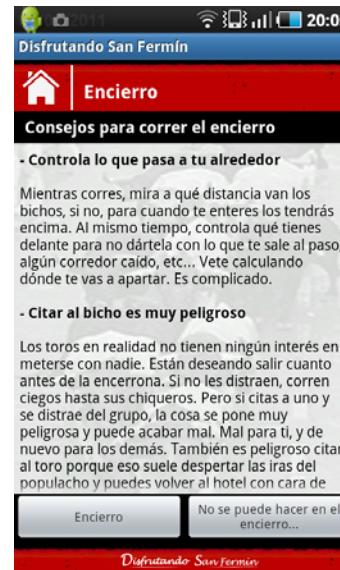 2011
20:0
Disfrutando San Fermín
Encierro
Consejos para correr el encierro
- Controla lo que pasa a tu alrededor
Mientras corres, mira a qué distancia van los
bichos, si no, para cuando te enteres los tendrás
encima. Al mismo tiempo, controla qué tienes
delante para no dártela con lo que te sale al paso,
algún corredor caído, etc... Vete calculando
dónde te vas a apartar. Es complicado.
- Citar al bicho es muy peligroso
Los toros en realidad no tienen ningún interés en
meterse con nadie. Están deseando salir cuanto
antes de la encerrona. Si no les distraen, corren
ciegos hasta sus chiqueros. Pero si citas a uno y
se distrae del grupo, la cosa se pone muy
peligrosa y puede acabar mal. Mal para ti, y de
nuevo para los demás. También es peligroso citar
al toro porque eso suele despertar las iras del
populacho y puedes volver al hotel con cara de
Encierro
No se puede hacer en el
encierro...
Disfrutando San Fermín